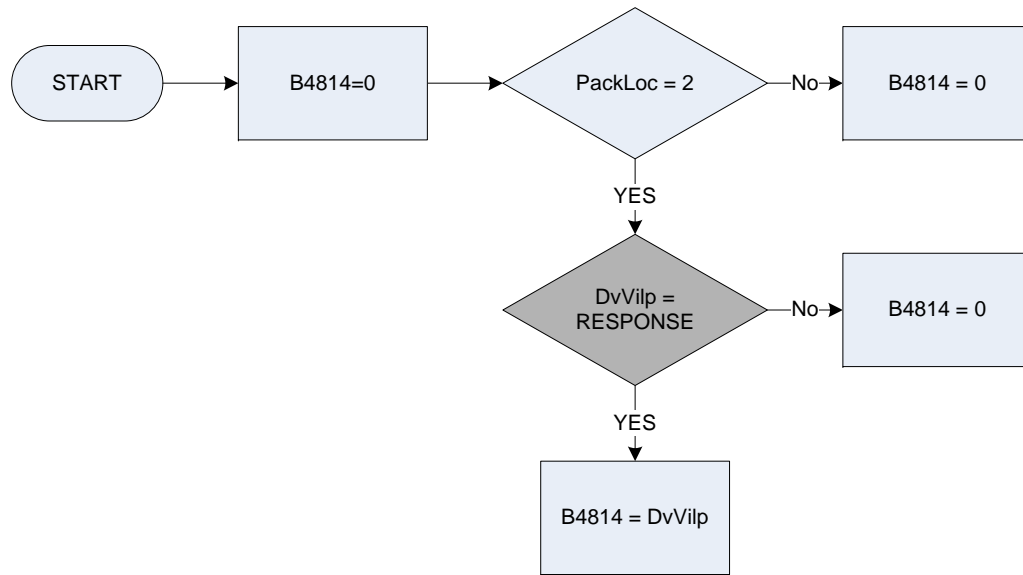 START
B4814=0
PackLoc = 2
No
B4814 = 0
YES
DvVilp =
RESPONSE
No
B4814 = 0
YES
B4814 = DvVilp